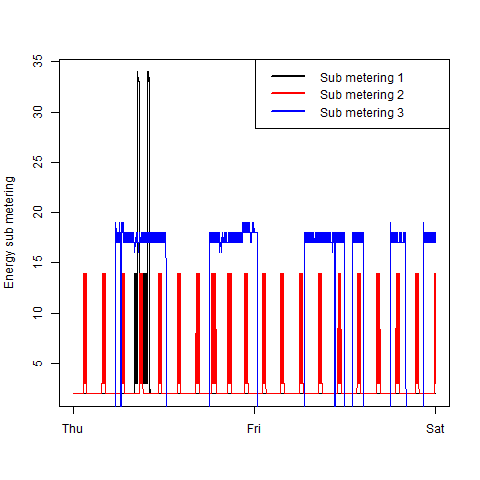 Sub metering 1
Sub metering 2
Sub metering 3
Energy sub metering
35
30
25
20
15
10
5
Thu Fri Sat